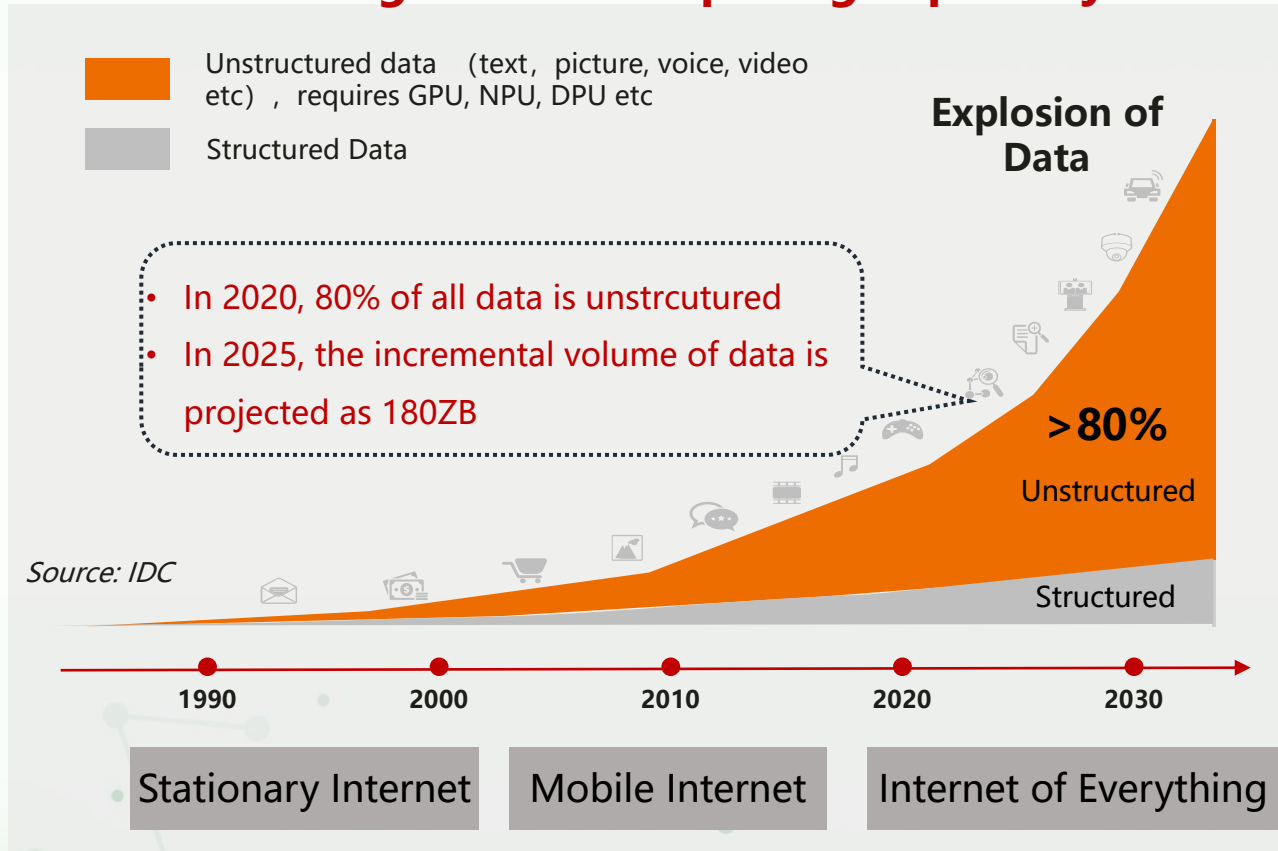 Unstructured data （text，picture, voice, video
etc）, requires GPU, NPU, DPU etc
Structured Data
Explosion of
Data
• In 2020, 80% of all data is unstrcutured
• In 2025, the incremental volume of data is
projected as 180ZB
>80%
Unstructured
Source: IDC
Structured
1990 2000 2010 2020 2030
Stationary Internet Mobile Internet Internet of Everything